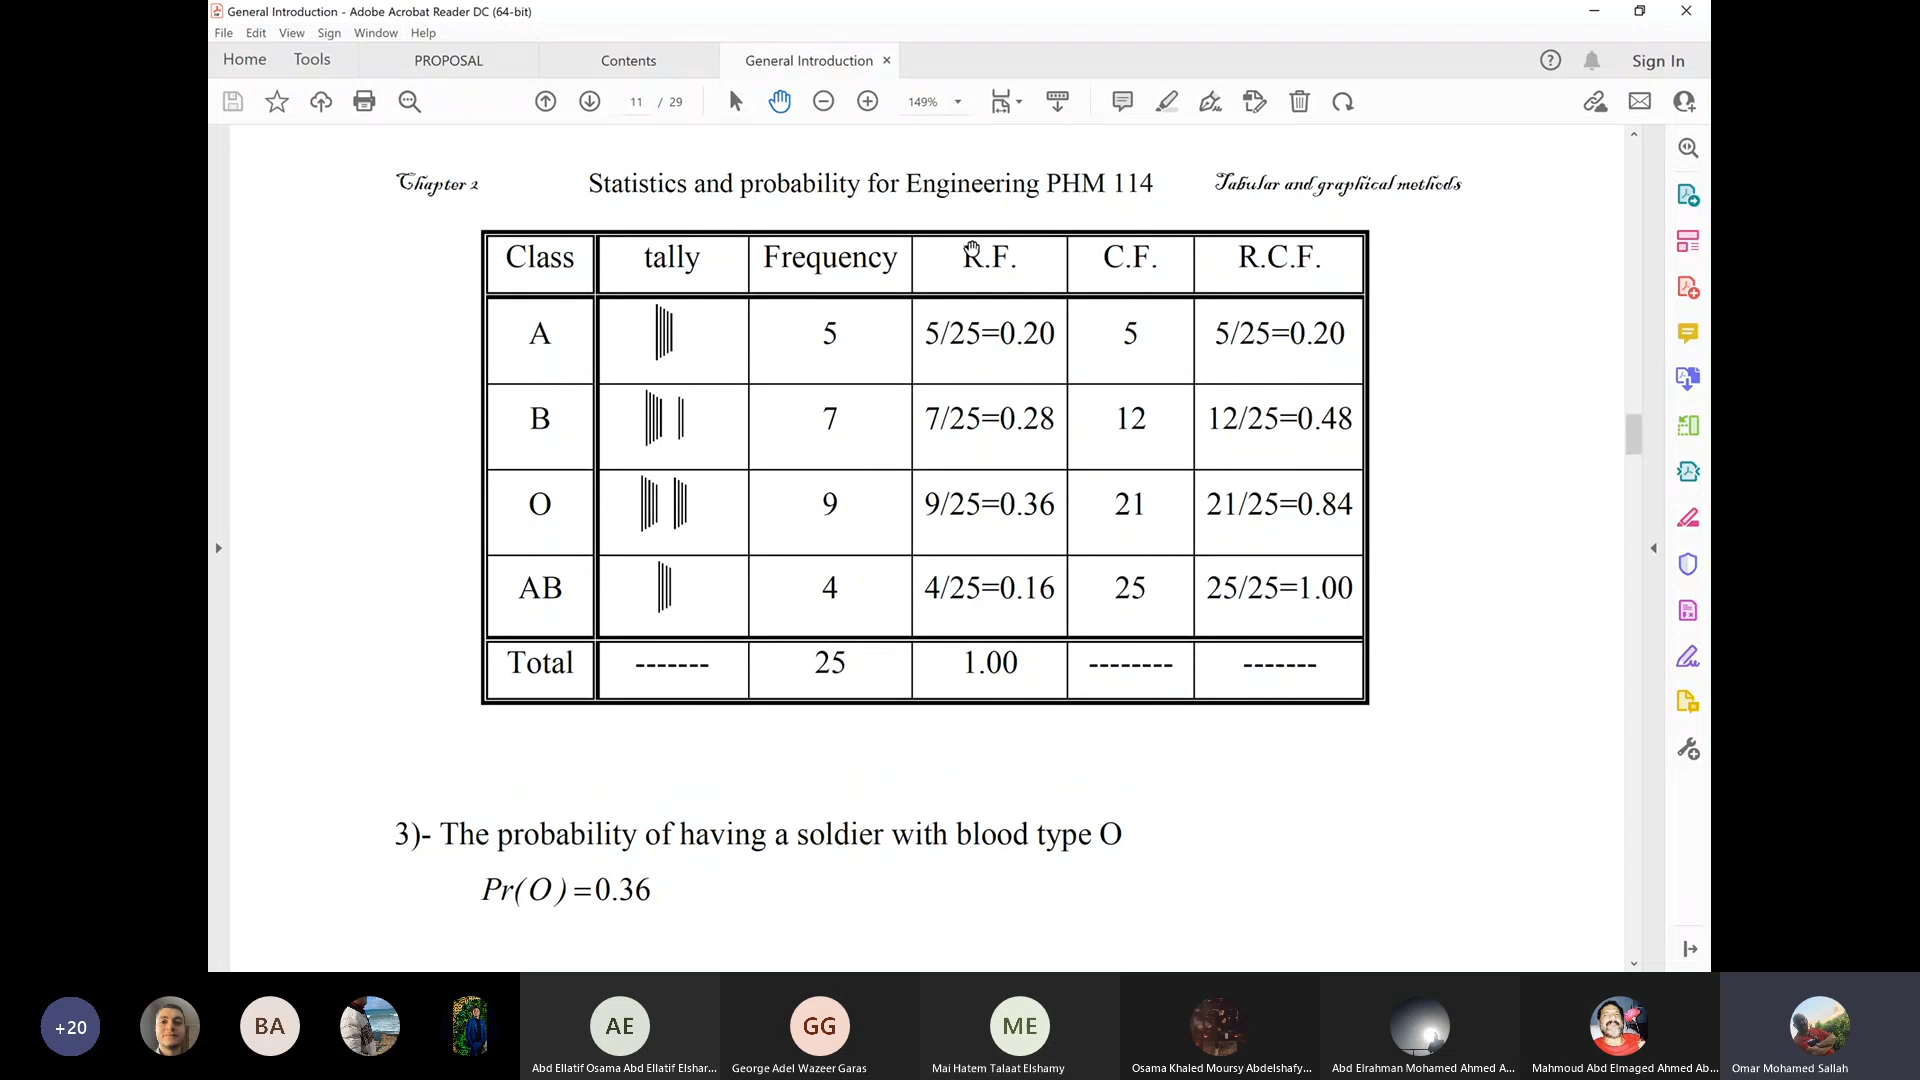 General Introduction - Adobe Acrobat Reader DC (64-bit)
File Edit View Sign Window Help
Home Tools PROPOSAL Contents General Introduction × Sign In
11 / 29 149%
Chapter 2 Statistics and probability for Engineering PHM 114 Tabular and graphical methods
Class tally Frequency R.F. C.F. R.C.F.
A 5 5/25=0.20 5 5/25=0.20
B 7 7/25=0.28 12 12/25=0.48
O 9 9/25=0.36 21 21/25=0.84
AB 4 4/25=0.16 25 25/25=1.00
Total ------- 25 1.00 -------- -------
3)- The probability of having a soldier with blood type O
Pr(O)=0.36
+20 BA AE GG ME
Abd Ellatif Osama Abd Ellatif Elshar... George Adel Wazeer Garas Mai Hatem Talaat Elshamy Osama Khaled Moursy Abdelshafy... Abd Elrahman Mohamed Ahmed A... Mahmoud Abd Elmaged Ahmed Ab... Omar Mohamed Sallah